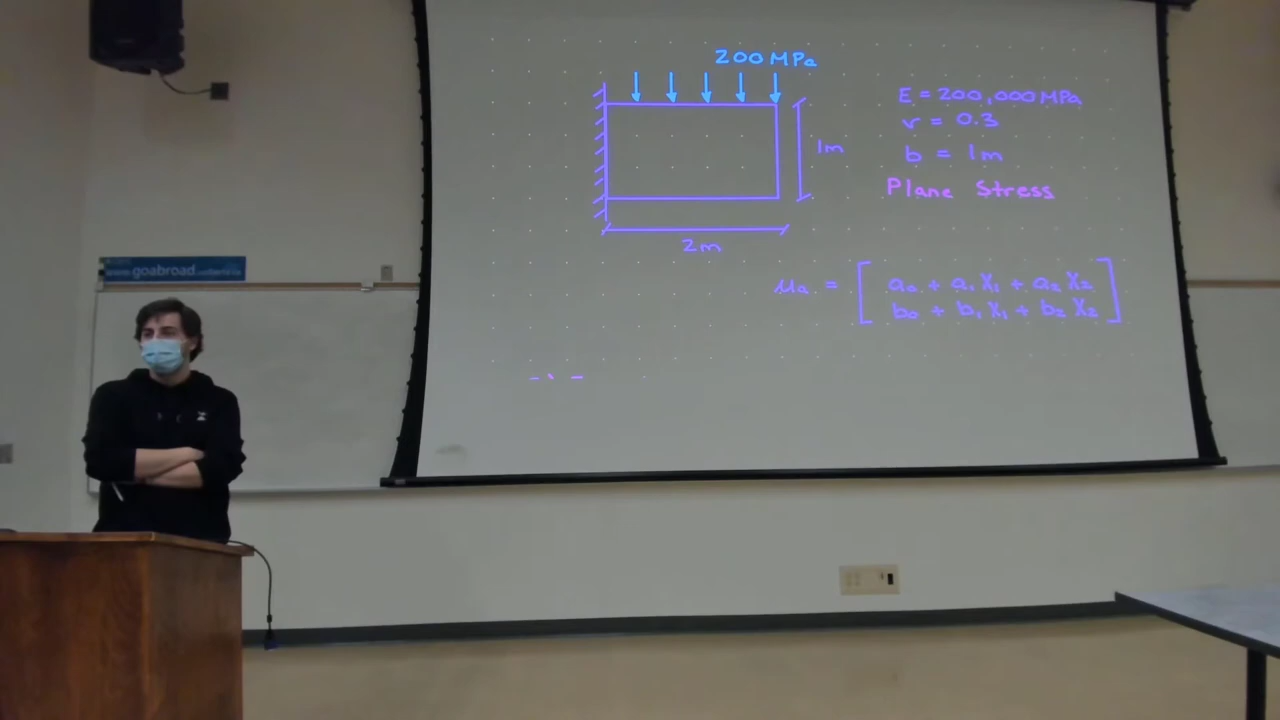 200 MPa
E = 200,000 MPa
ν = 0.3
1m
b = 1m
Plane Stress
2m
u_a = [ a₀ + a₁ X₁ + a₂ X₂
b₀ + b₁ X₁ + b₂ X₂ ]
www.goabroad